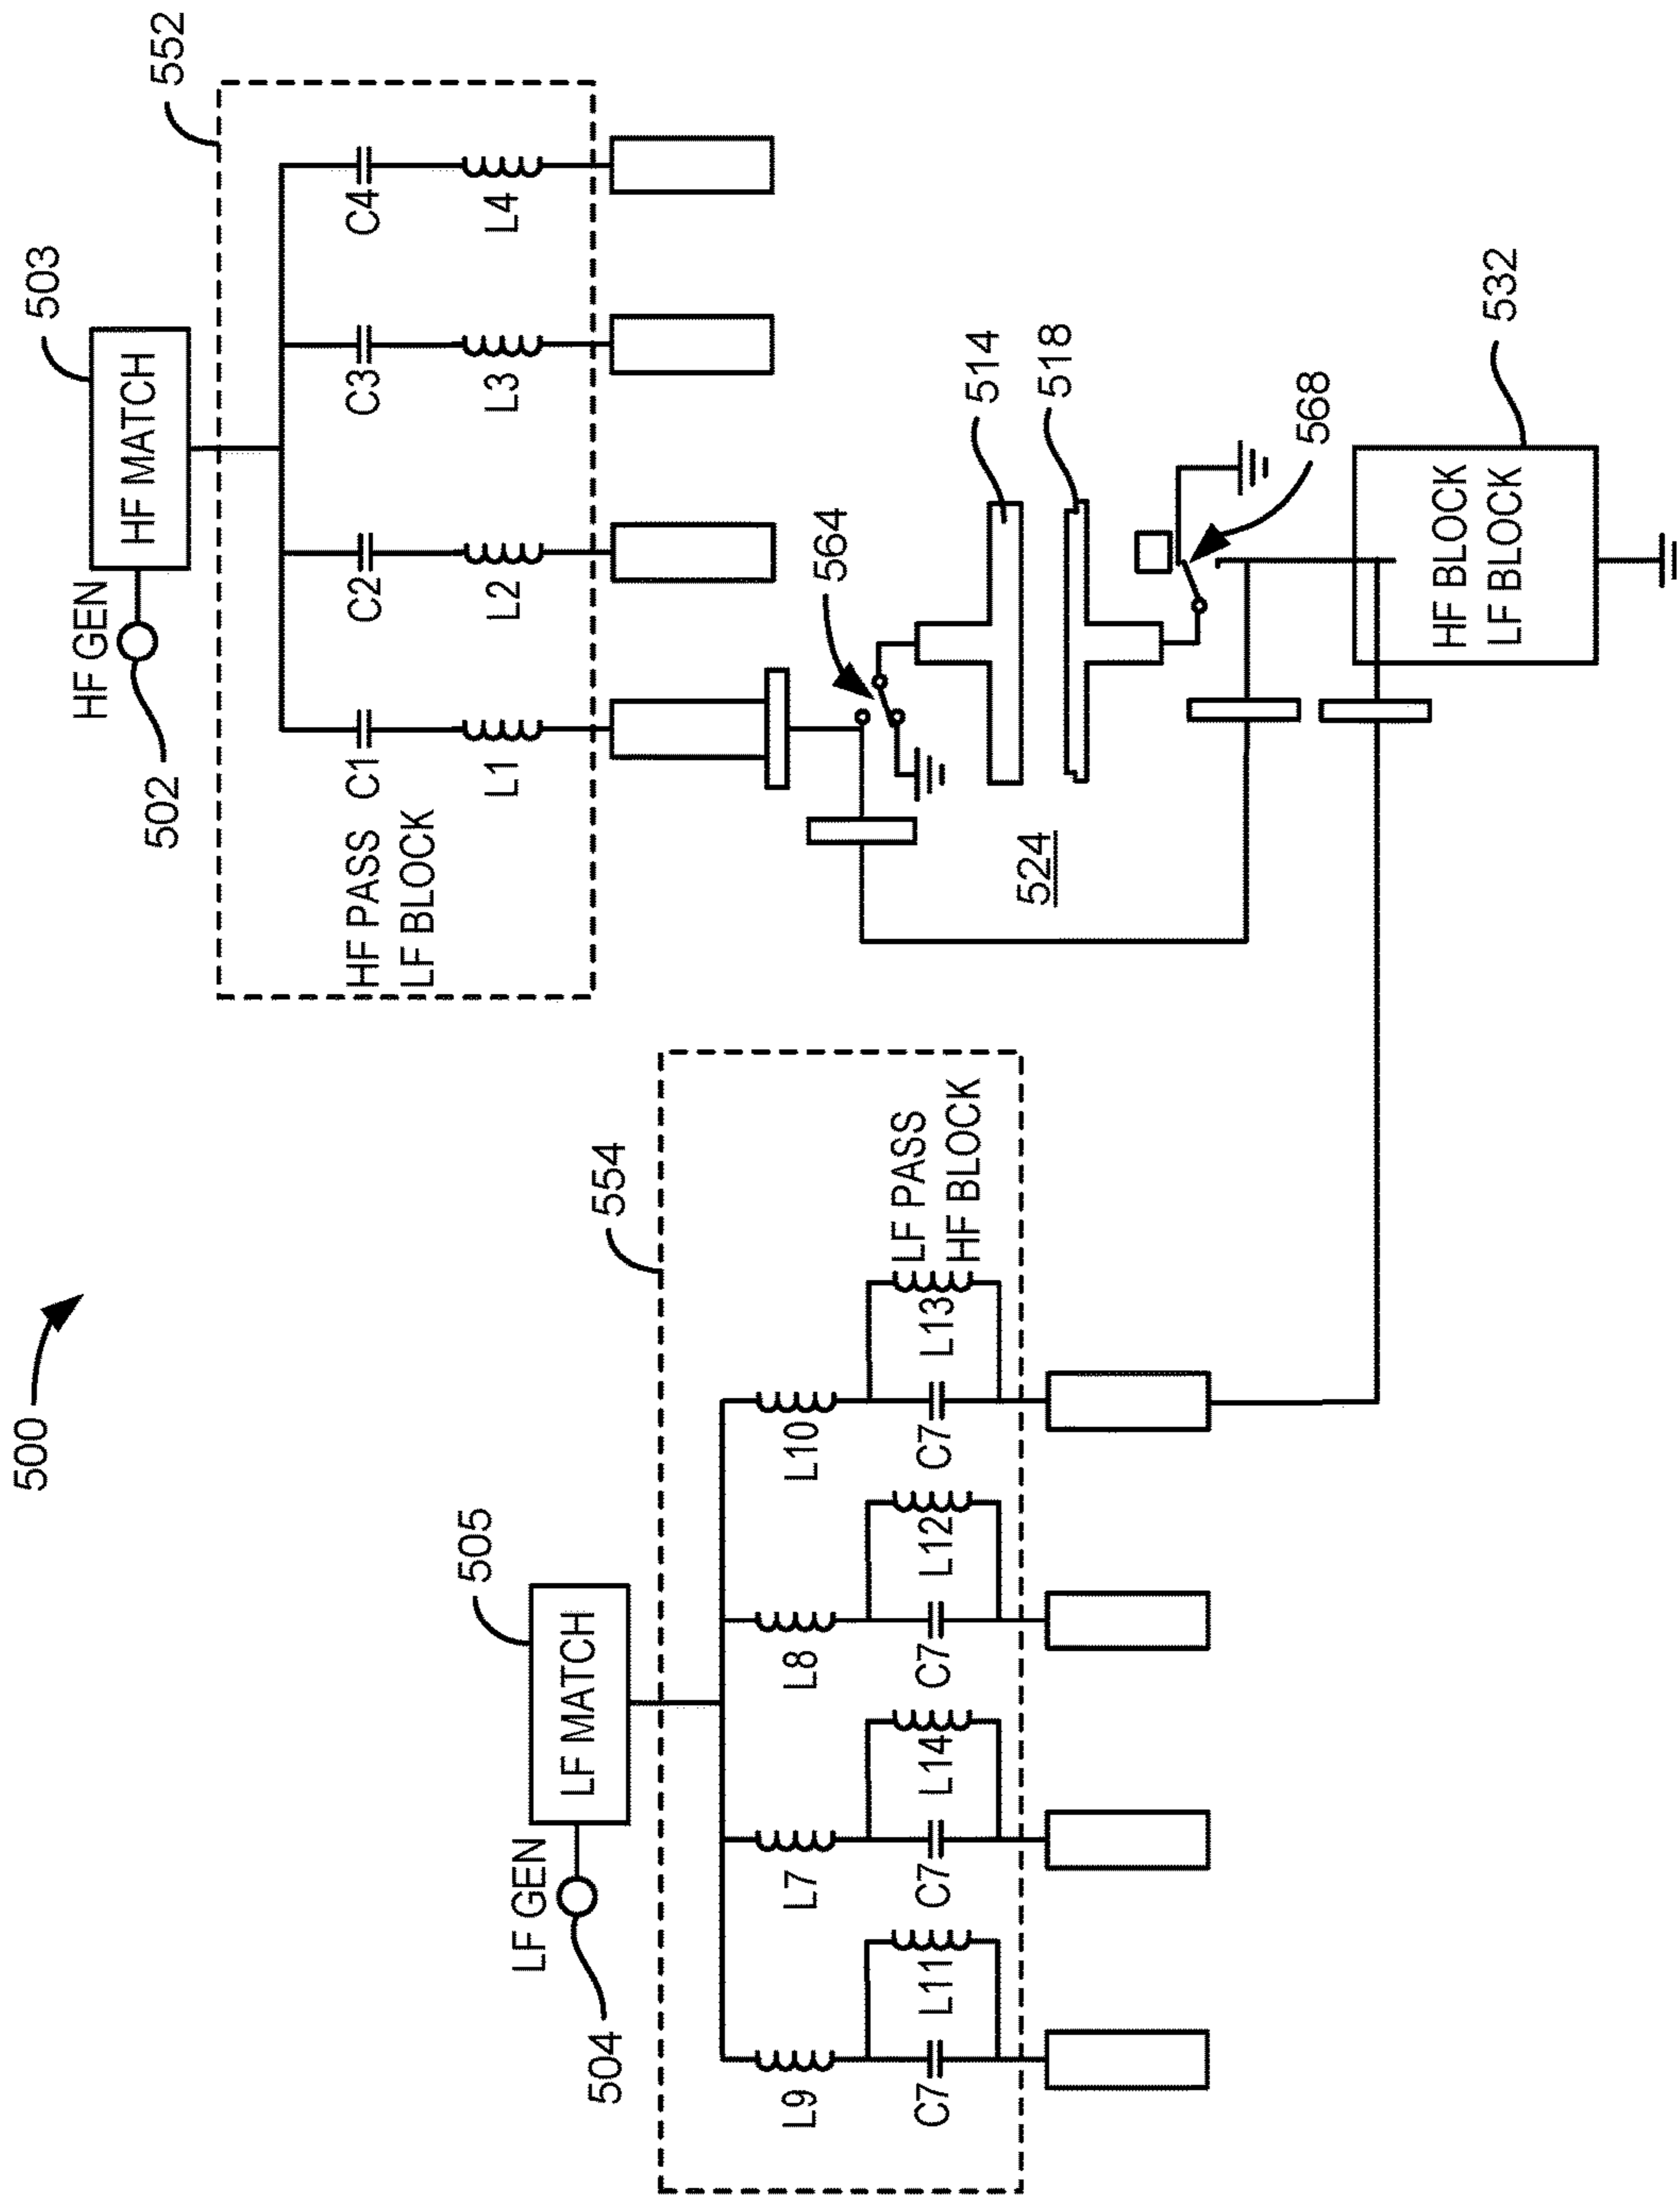 500
502
HF GEN
HF MATCH
503
552
HF PASS
LF BLOCK
C1
C2
C3
C4
L1
L2
L3
L4
504
LF GEN
LF MATCH
505
554
L9
L7
L8
L10
C7
L11
C7
L14
C7
L12
C7
L13
LF PASS
HF BLOCK
564
514
518
524
568
HF BLOCK
LF BLOCK
532